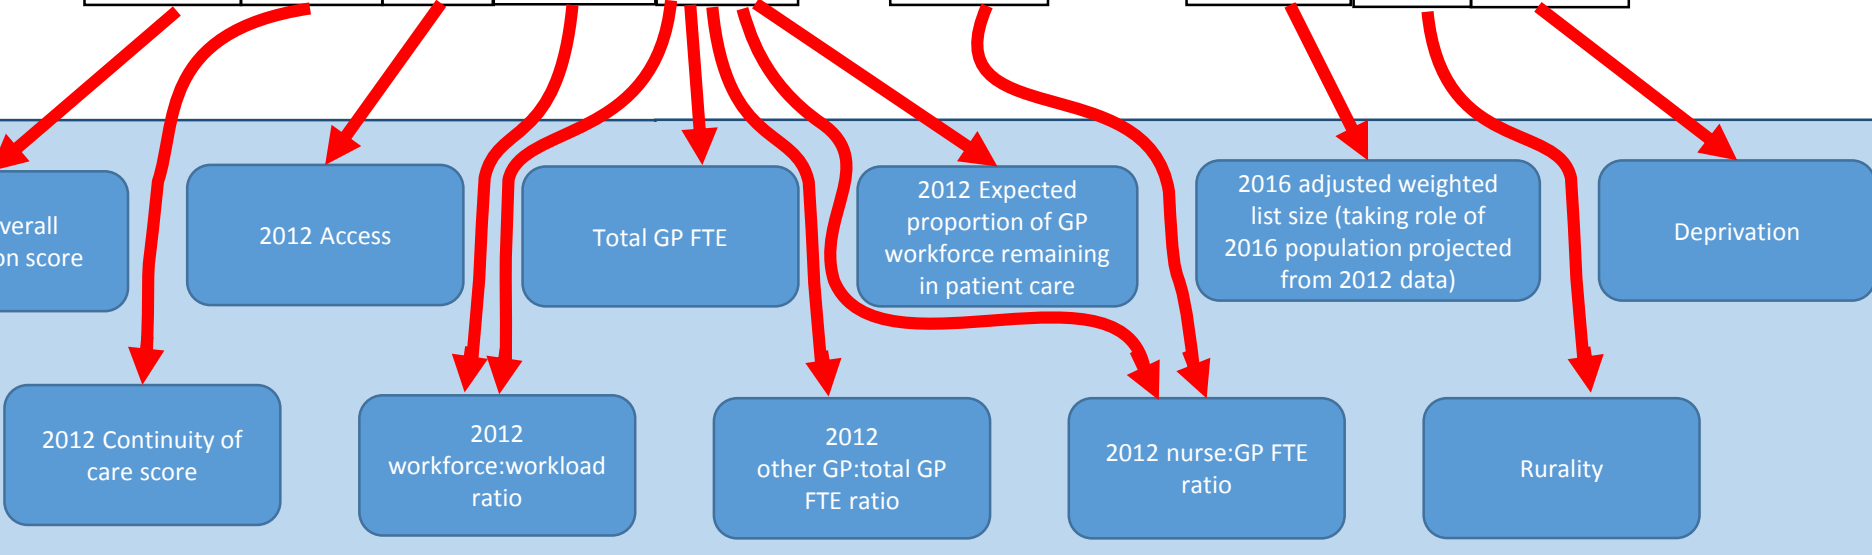 verall
on score
2012 Access
Total GP FTE
2012 Expected
proportion of GP
workforce remaining
in patient care
2016 adjusted weighted
list size (taking role of
2016 population projected
from 2012 data)
Deprivation
2012 Continuity of
care score
2012
workforce:workload
ratio
2012
other GP:total GP
FTE ratio
2012 nurse:GP FTE
ratio
Rurality